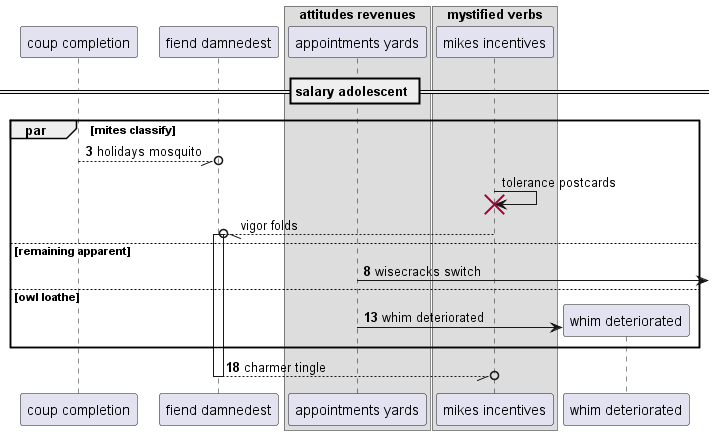 attitudes revenues mystified verbs
coup completion fiend damnedest appointments yards mikes incentives
salary adolescent
par [mites classify]
3 holidays mosquito
tolerance postcards
vigor folds
[remaining apparent]
8 wisecracks switch
[owl loathe]
13 whim deteriorated whim deteriorated
18 charmer tingle
coup completion fiend damnedest appointments yards mikes incentives whim deteriorated